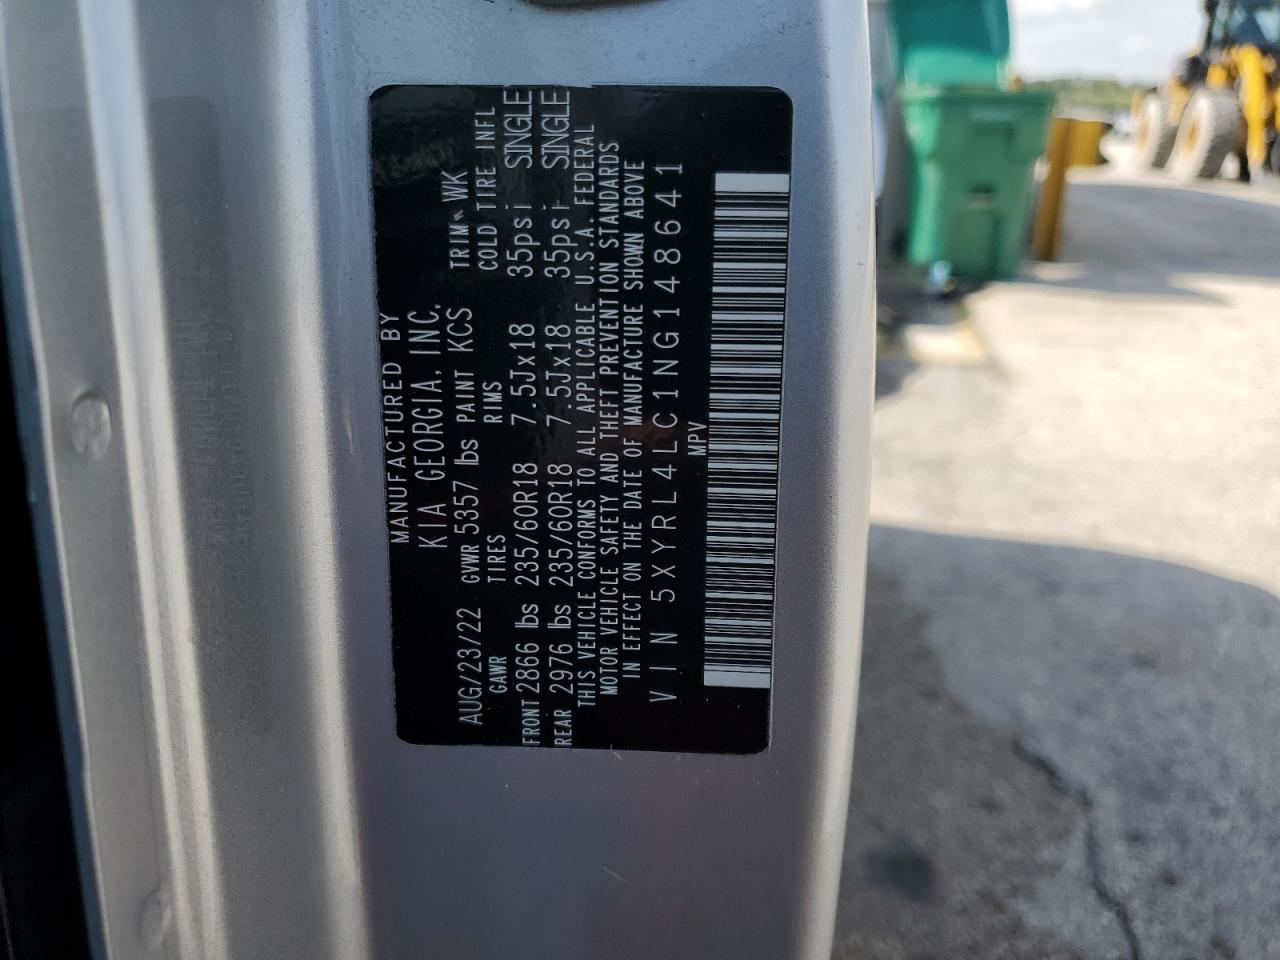 MANUFACTURED BY
KIA GEORGIA, INC.
AUG/23/22 GVWR 5357 lbs PAINT KCS TRIM WK
GAWR TIRES RIMS COLD TIRE INFL
FRONT 2866 lbs 235/60R18 7.5Jx18 35psi SINGLE
REAR 2976 lbs 235/60R18 7.5Jx18 35psi SINGLE
THIS VEHICLE CONFORMS TO ALL APPLICABLE U.S.A. FEDERAL
MOTOR VEHICLE SAFETY AND THEFT PREVENTION STANDARDS
IN EFFECT ON THE DATE OF MANUFACTURE SHOWN ABOVE
VIN 5XYRL4LC1NG148641
MPV